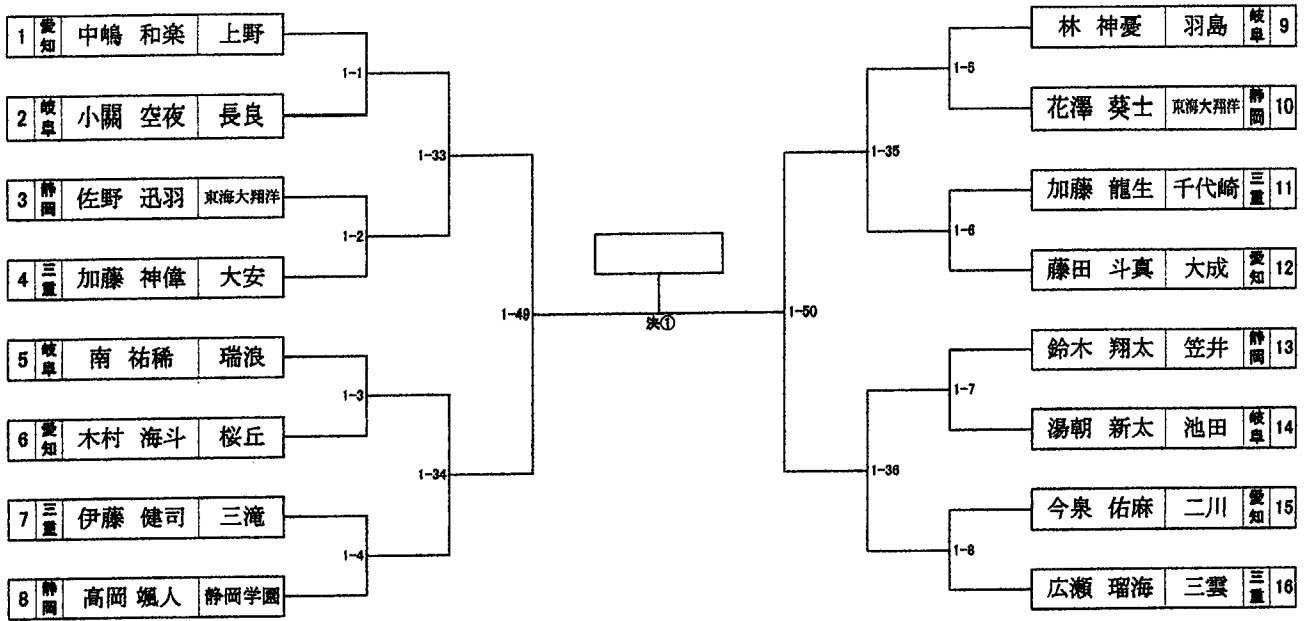 1 愛知 中嶋 和楽 上野
2 岐阜 小關 空夜 長良
3 静岡 佐野 迅羽 東海大翔洋
4 三重 加藤 神偉 大安
5 岐阜 南 祐稀 瑞浪
6 愛知 木村 海斗 桜丘
7 三重 伊藤 健司 三滝
8 静岡 髙岡 颯人 静岡学園
1-1
1-2
1-3
1-4
1-33
1-34
1-49
決①
1-50
1-35
1-36
1-5
1-6
1-7
1-8
林 神憂 羽島 岐阜 9
花澤 葵士 東海大翔洋 静岡 10
加藤 龍生 千代崎 三重 11
藤田 斗真 大成 愛知 12
鈴木 翔太 笠井 静岡 13
湯朝 新太 池田 岐阜 14
今泉 佑麻 二川 愛知 15
広瀬 瑠海 三雲 三重 16